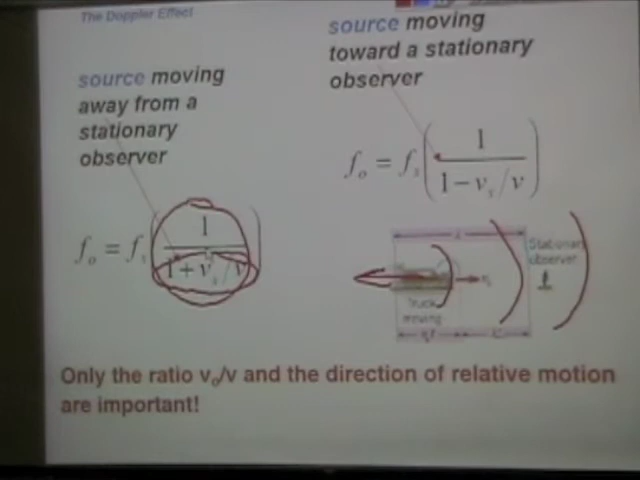 The Doppler Effect
source moving
away from a
stationary
observer
f_o = f_s ( 1 / 1 + v_s/v )
source moving
toward a stationary
observer
f_o = f_s ( 1 / 1 − v_s/v )
Stationary
observer
Truck
moving
Only the ratio v_o/v and the direction of relative motion
are important!